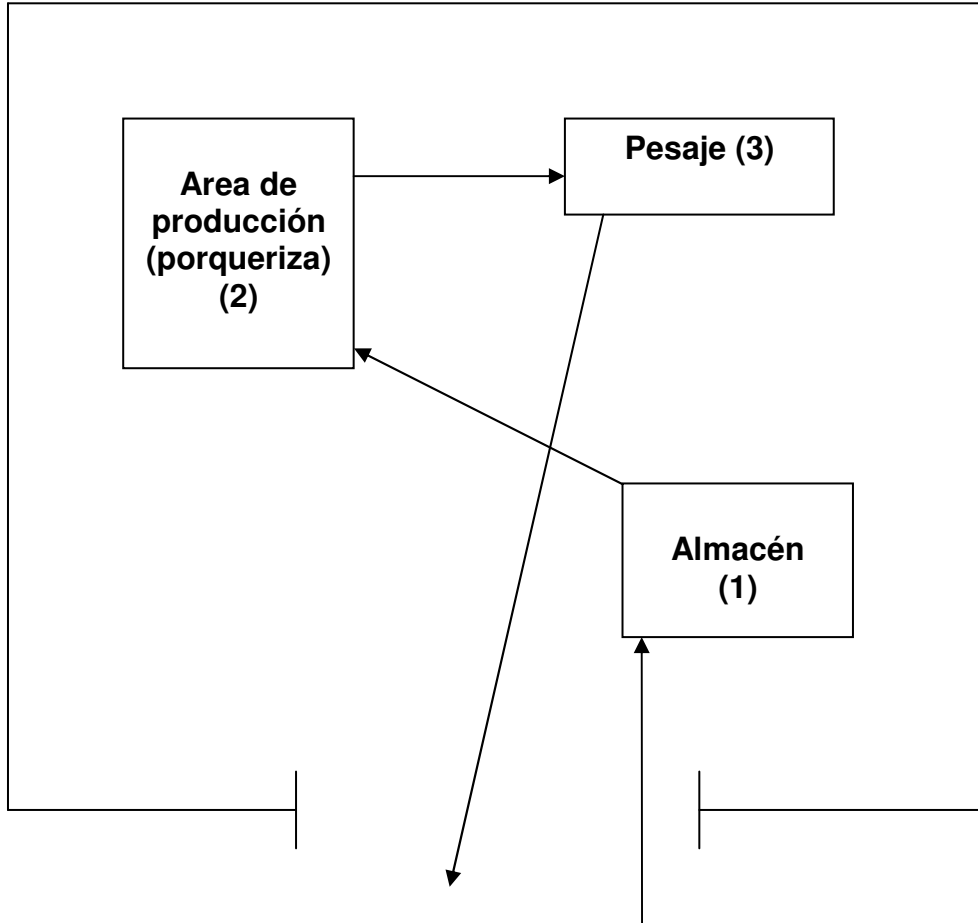 Area de
producción
(porqueriza)
(2)
Pesaje (3)
Almacén
(1)